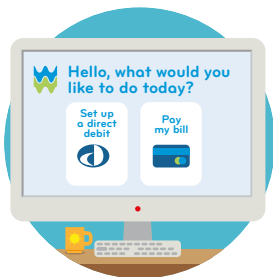 Hello, what would you
like to do today?
Set up
a direct
debit
Pay
my bill